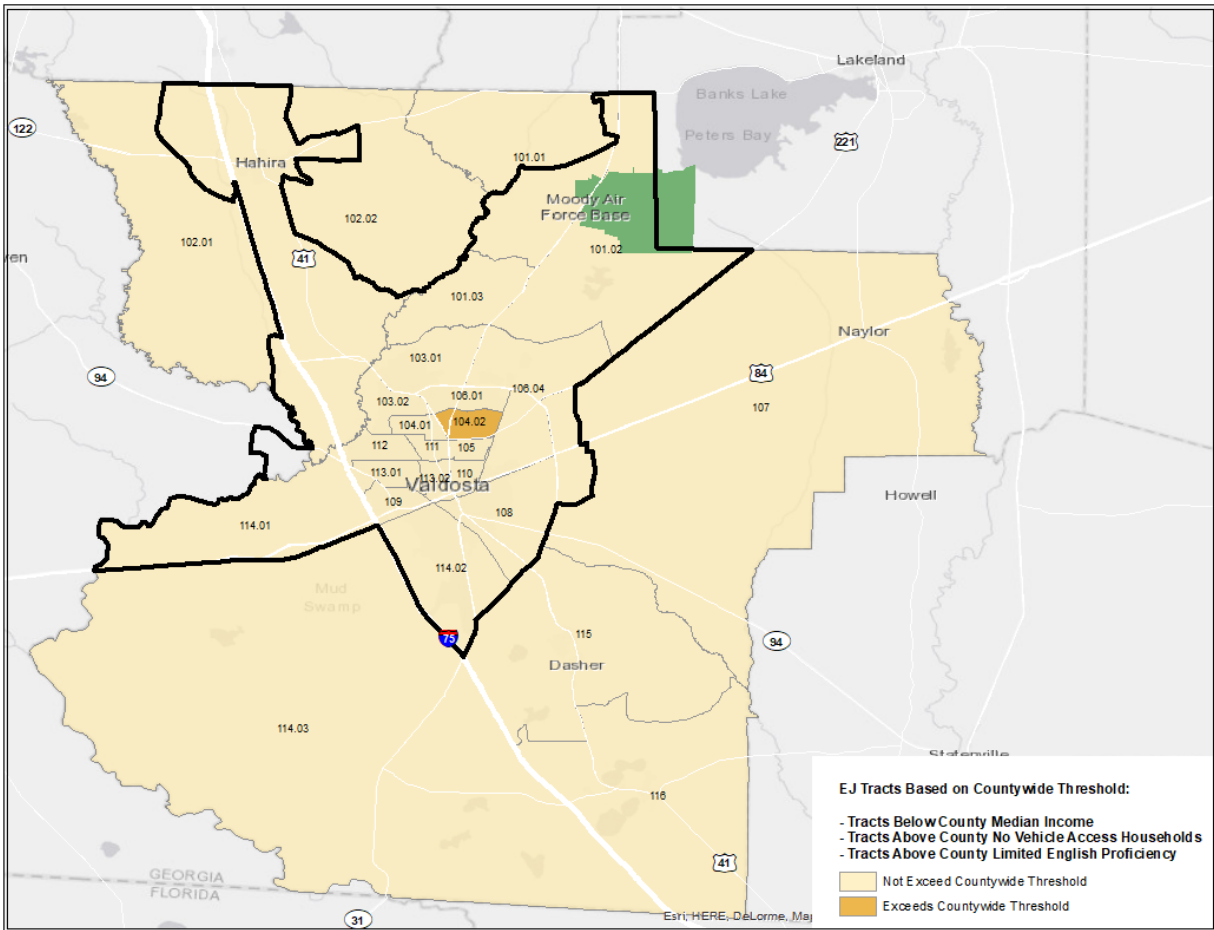 Lakeland
Banks Lake
122
Peters Bay
221
Hahira
101.01
Moody Air
Force Base
102.02
102.01
101.02
41
101.03
Naylor
103.01
94
84
106.04
103.02
106.01
107
104.01
104.02
112
111
105
113.01
113.02
110
Valdosta
Howell
109
108
114.01
114.02
Mud
Swamp
75
115
94
Dasher
114.03
Statenville
116
41
GEORGIA
FLORIDA
31
Esri, HERE, DeLorme, Map
EJ Tracts Based on Countywide Threshold:
- Tracts Below County Median Income
- Tracts Above County No Vehicle Access Households
- Tracts Above County Limited English Proficiency
Not Exceed Countywide Threshold
Exceeds Countywide Threshold